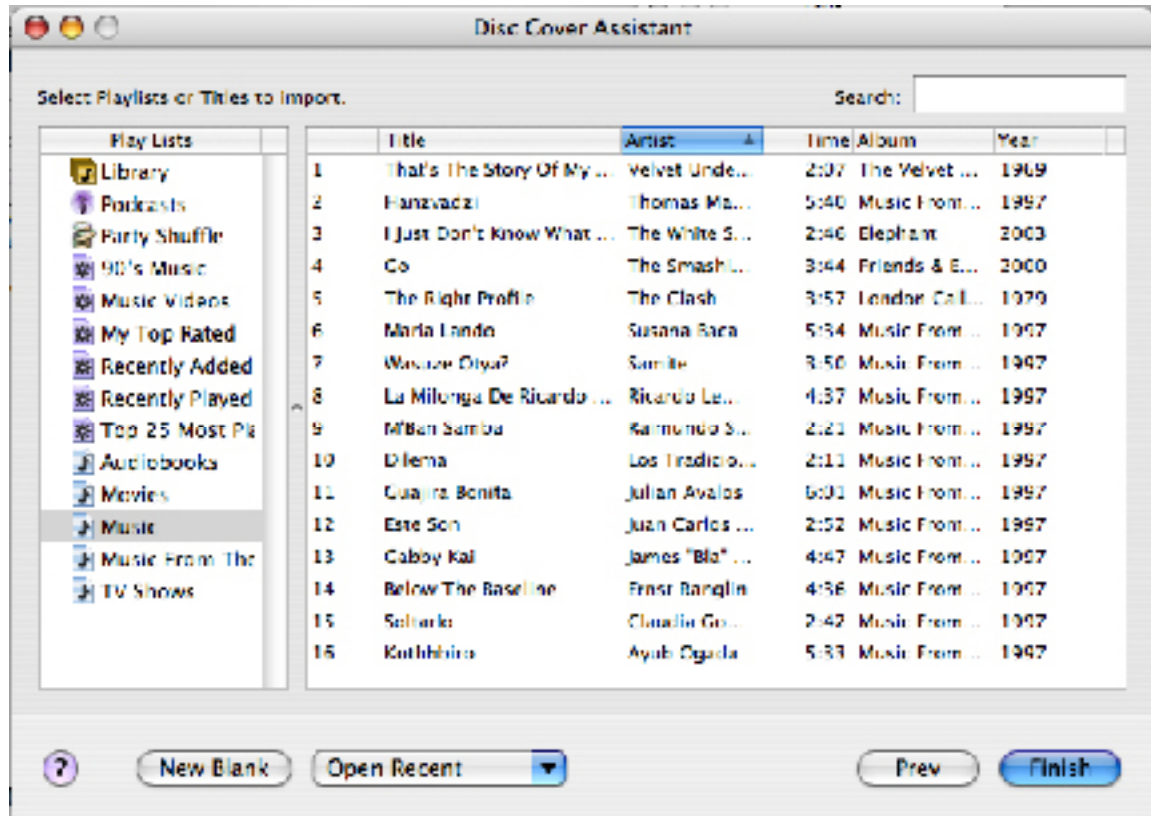 Disc Cover Assistant
Select Playlists or Titles to Import. Search:
Play Lists Title Artist Time Album Year
Library
Podcasts
Party Shuffle
90's Music
Music Videos
My Top Rated
Recently Added
Recently Played
Top 25 Most Pla
Audiobooks
Movies
Music
Music From The
TV Shows
1 That's The Story Of My ... Velvet Unde... 2:07 The Velvet ... 1969
2 Hanzvadzi Thomas Ma... 5:40 Music From... 1997
3 I Just Don't Know What ... The White S... 2:46 Elephant 2003
4 Go The Smashi... 3:44 Friends & E... 2000
5 The Right Profile The Clash 3:57 London Call... 1979
6 Maria Lando Susana Baca 5:34 Music From... 1997
7 Wasuze Otya? Samite 3:50 Music From... 1997
8 La Milonga De Ricardo ... Ricardo Le... 4:37 Music From... 1997
9 M'Ban Samba Raimundo S... 2:21 Music From... 1997
10 Dilema Los Tradicio... 2:11 Music From... 1997
11 Guajira Bonita Julian Avalos 6:01 Music From... 1997
12 Este Son Juan Carlos ... 2:52 Music From... 1997
13 Gabby Kai James "Bla" ... 4:47 Music From... 1997
14 Below The Baseline Ernst Ranglin 4:36 Music From... 1997
15 Claudia Go... 2:42 Music From... 1997
16 Kothbiro Ayub Ogada 5:33 Music From... 1997
? New Blank Open Recent Prev Finish